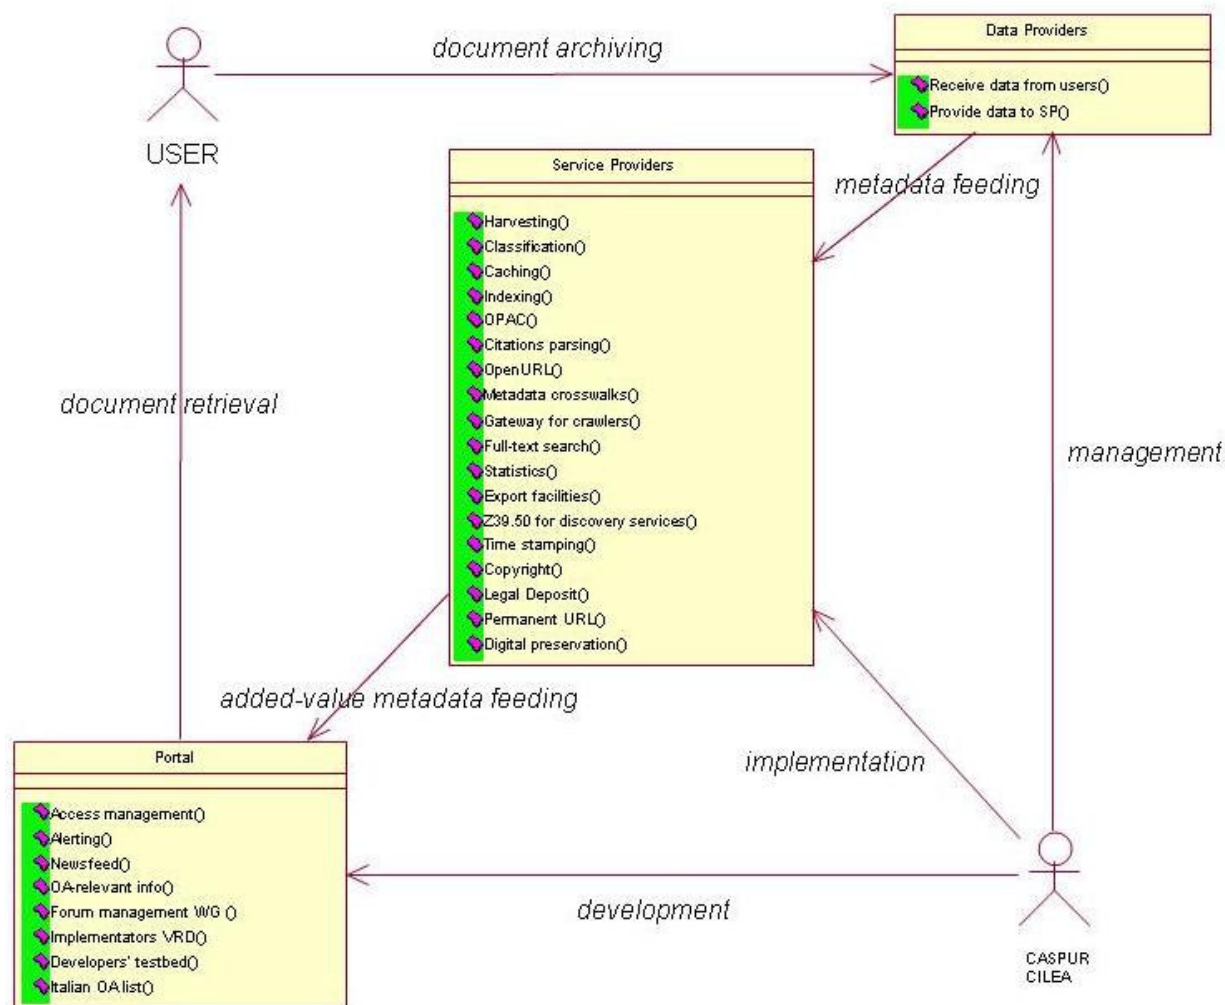 document archiving
USER
Data Providers
Receive data from users()
Provide data to SP()
metadata feeding
Service Providers
Harvesting()
Classification()
Caching()
Indexing()
OPAC()
Citations parsing()
OpenURL()
Metadata crosswalks()
Gateway for crawlers()
Full-text search()
Statistics()
Export facilities()
Z39.50 for discovery services()
Time stamping()
Copyright()
Legal Deposit()
Permanent URL()
Digital preservation()
document retrieval
management
added-value metadata feeding
implementation
Portal
Access management()
Alerting()
Newsfeed()
OA-relevant info()
Forum management WG ()
Implementators VRD()
Developers' testbed()
Italian OA list()
development
CASPUR
CILEA